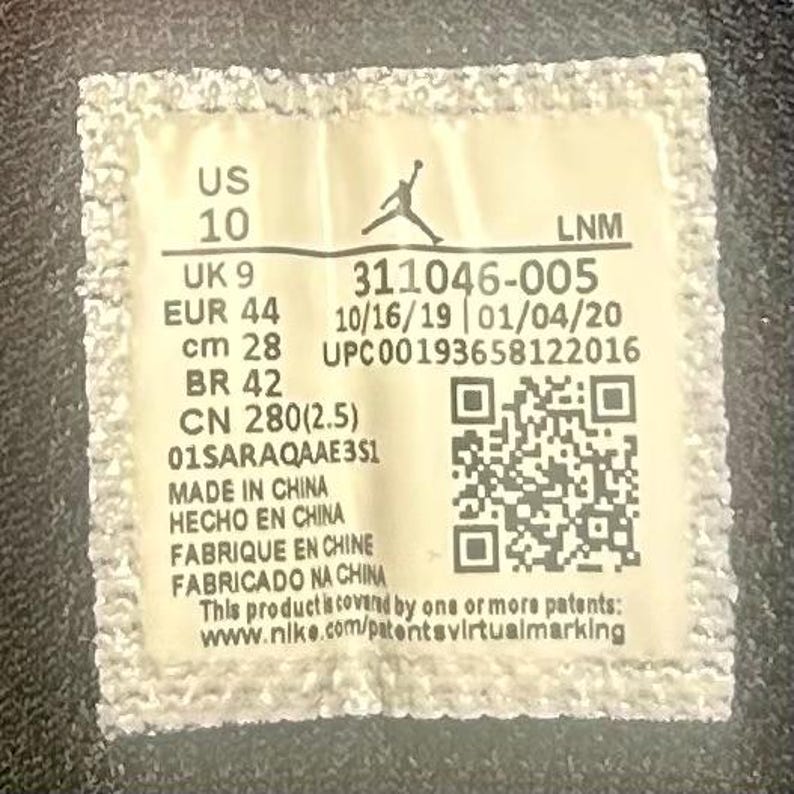 US
10
LNM
UK 9
311046-005
EUR 44
10/16/19 | 01/04/20
cm 28
UPC00193658122016
BR 42
CN 280(2.5)
01SARAQAAE3S1
MADE IN CHINA
HECHO EN CHINA
FABRIQUE EN CHINE
FABRICADO NA CHINA
This product is covered by one or more patents:
www.nike.com/patentsvirtualmarking